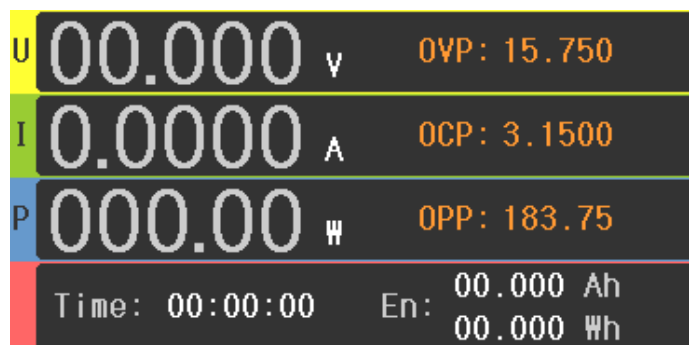 U 00.000 V OVP: 15.750
I 0.0000 A OCP: 3.1500
P 000.00 W OPP: 183.75
Time: 00:00:00 En: 00.000 Ah
00.000 Wh